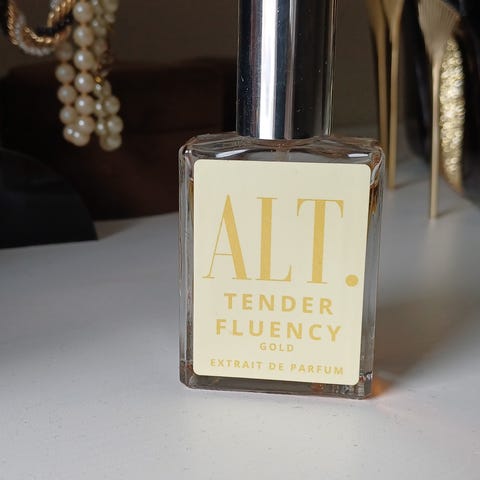 ALT.
TENDER
FLUENCY
GOLD
EXTRAIT DE PARFUM